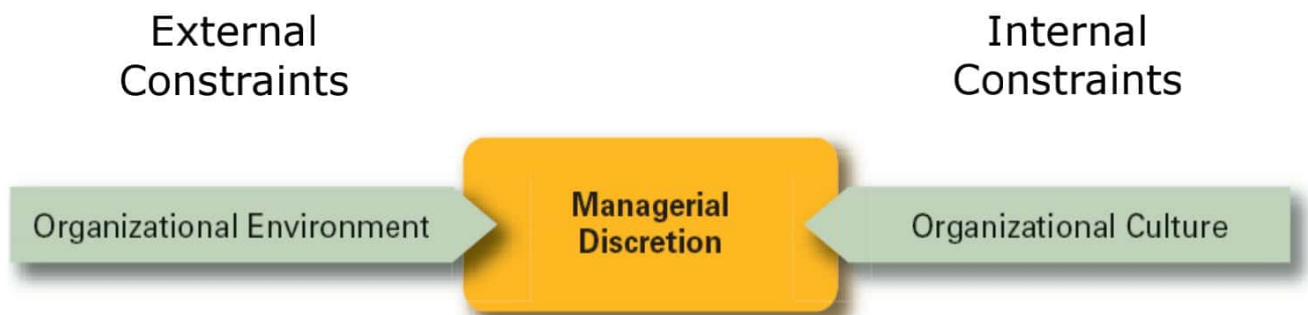 External
Constraints
Internal
Constraints
Organizational Environment
Managerial
Discretion
Organizational Culture